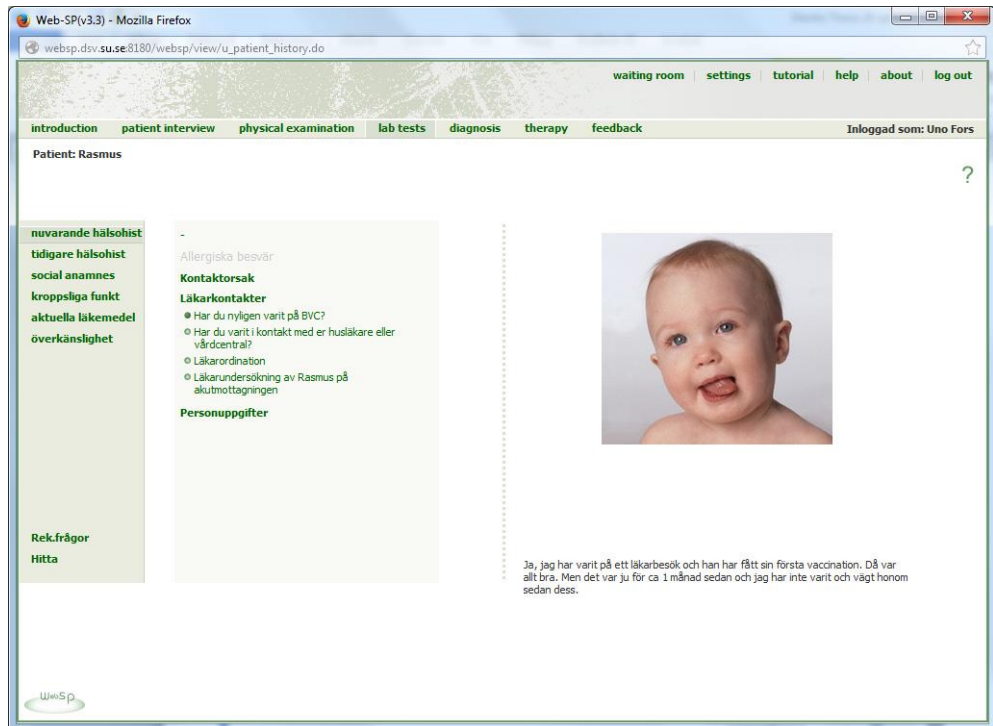 Web-SP(v3.3) - Mozilla Firefox
websp.dsv.su.se:8180/websp/view/u_patient_history.do
waiting room | settings | tutorial | help | about | log out
introduction patient interview physical examination lab tests diagnosis therapy feedback Inloggad som: Uno Fors
Patient: Rasmus
?
nuvarande hälsohist
tidigare hälsohist
social anamnes
kroppsliga funkt
aktuella läkemedel
överkänslighet
Rek.frågor
Hitta
-
Allergiska besvär
Kontaktorsak
Läkarkontakter
Har du nyligen varit på BVC?
Har du varit i kontakt med er husläkare eller
vårdcentral?
Läkarordination
Läkarundersökning av Rasmus på
akutmottagningen
Personuppgifter
Ja, jag har varit på ett läkarbesök och han har fått sin första vaccination. Då var
allt bra. Men det var ju för ca 1 månad sedan och jag har inte varit och vägt honom
sedan dess.
WebSP